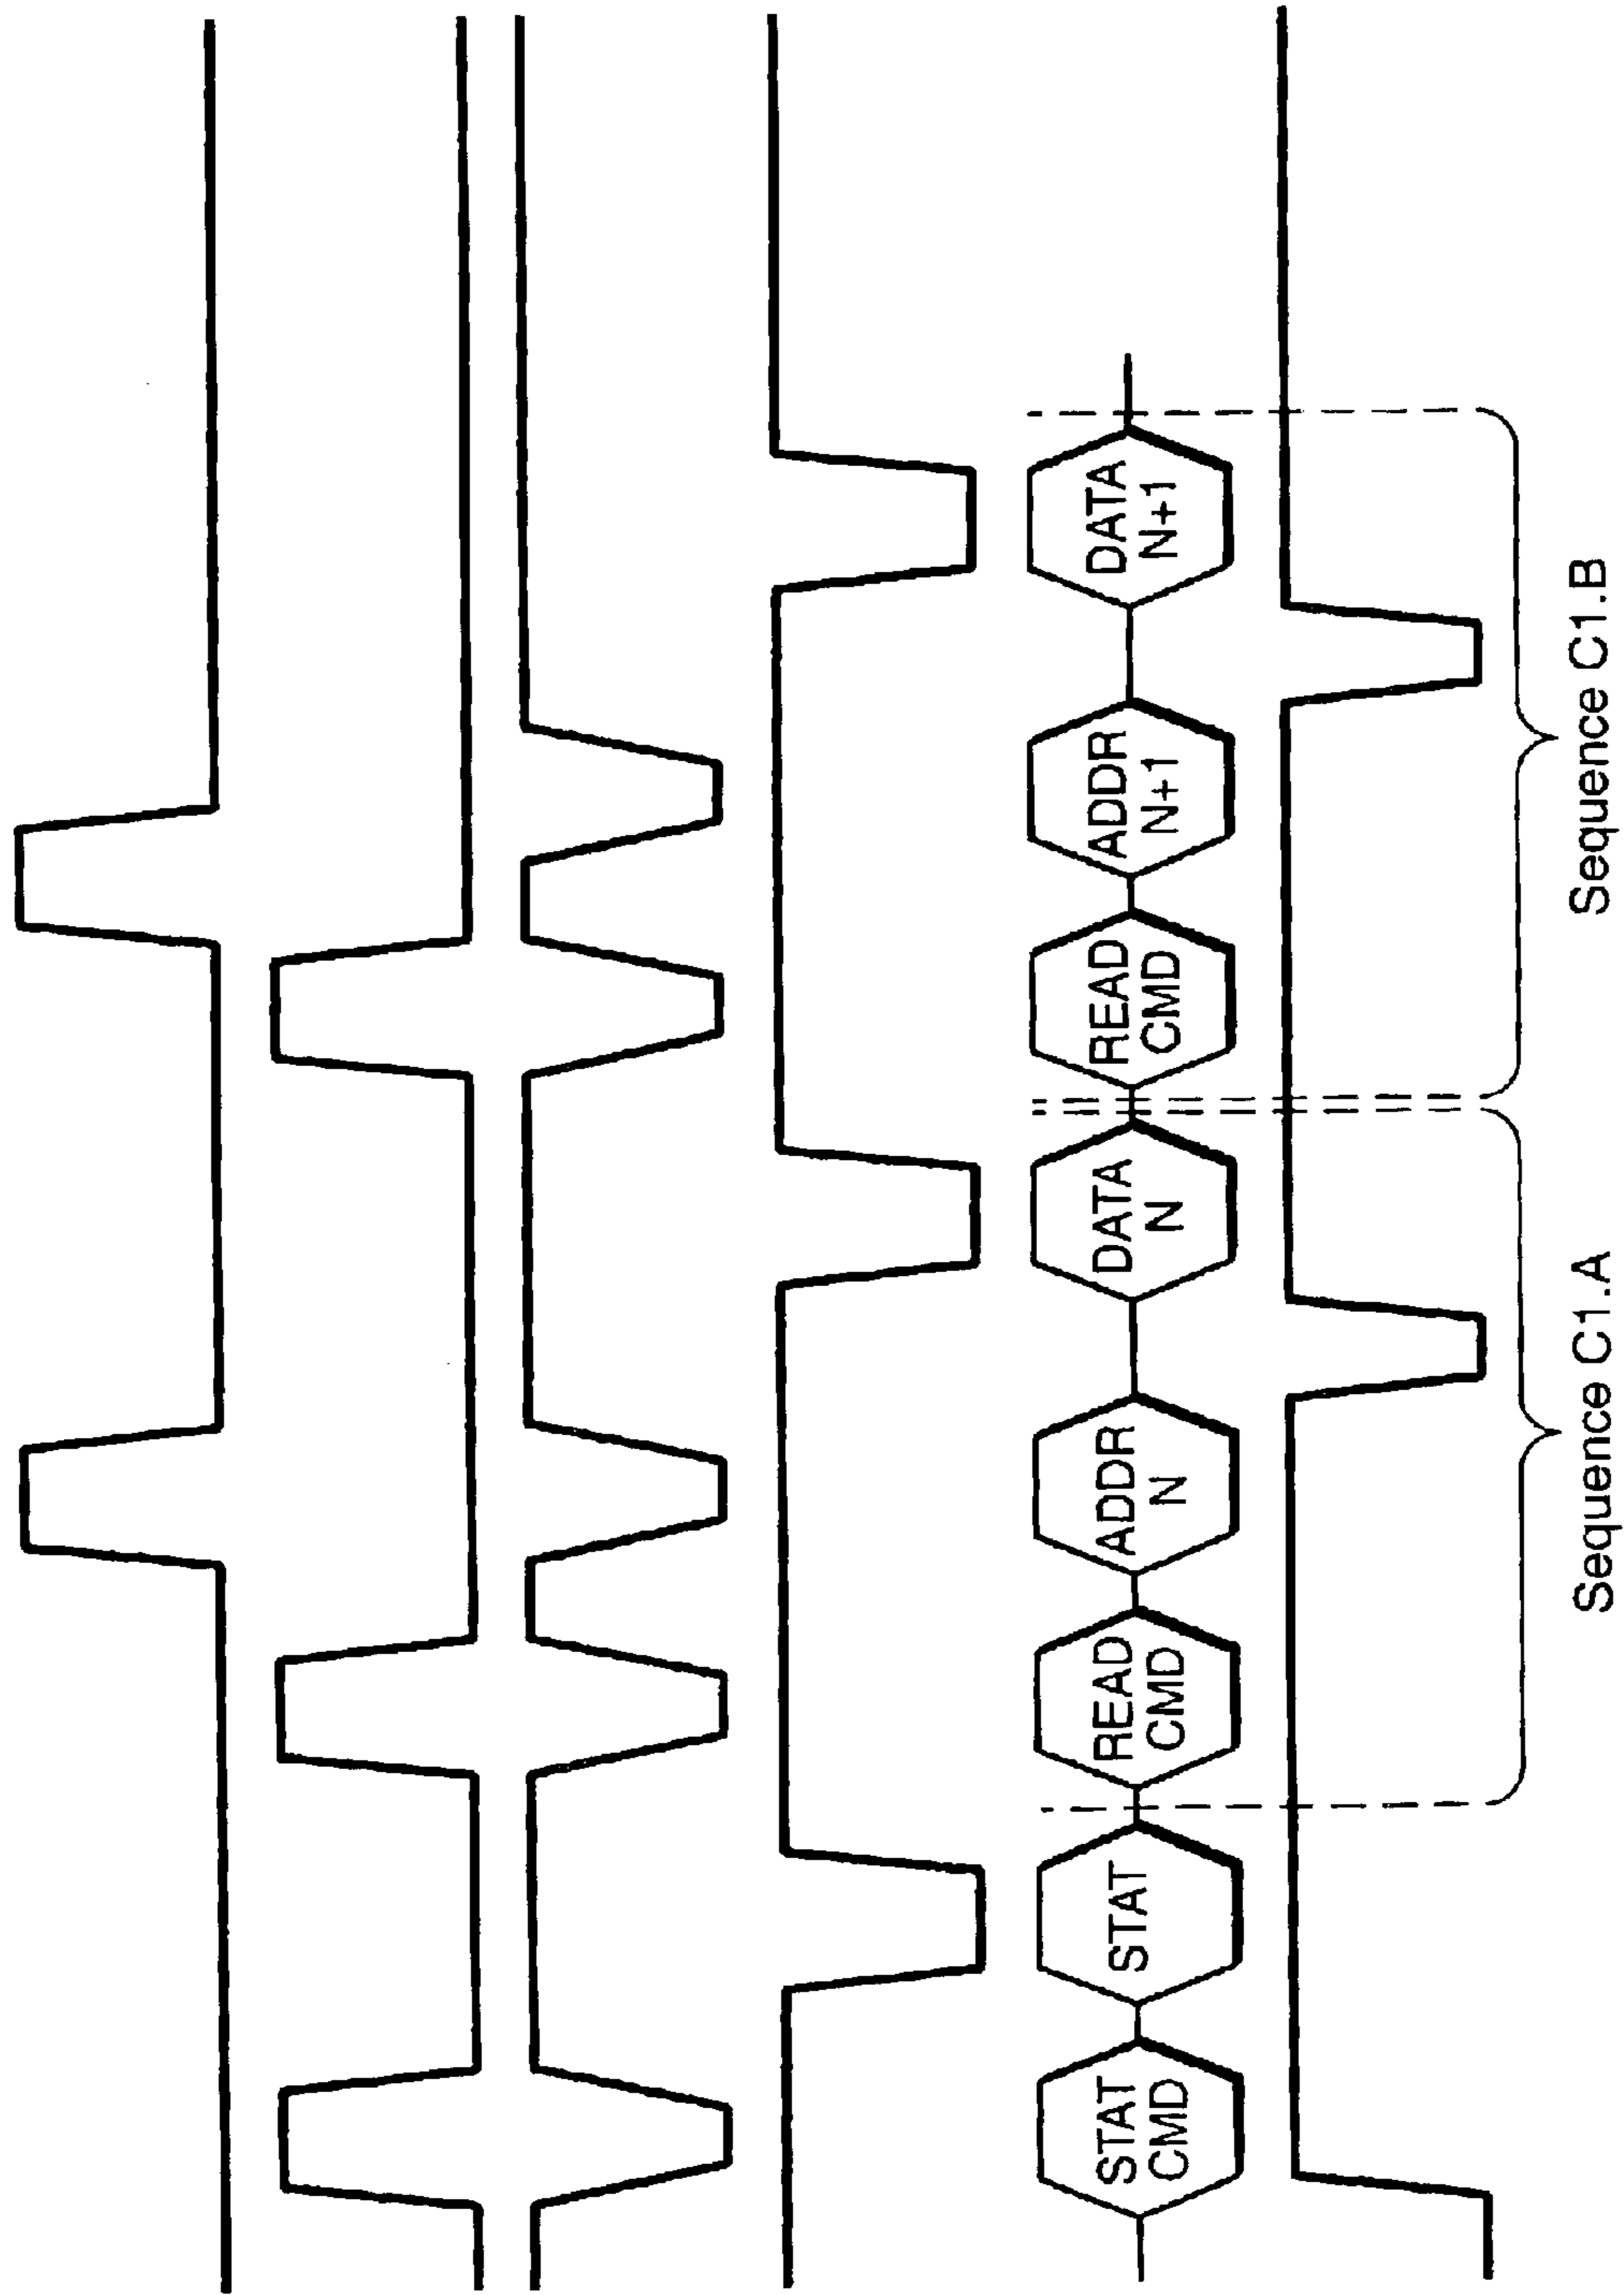 STAT
CMD
STAT
READ
CMD
ADDR
N
DATA
N
READ
CMD
ADDR
N+1
DATA
N+1
Sequence C1.A
Sequence C1.B